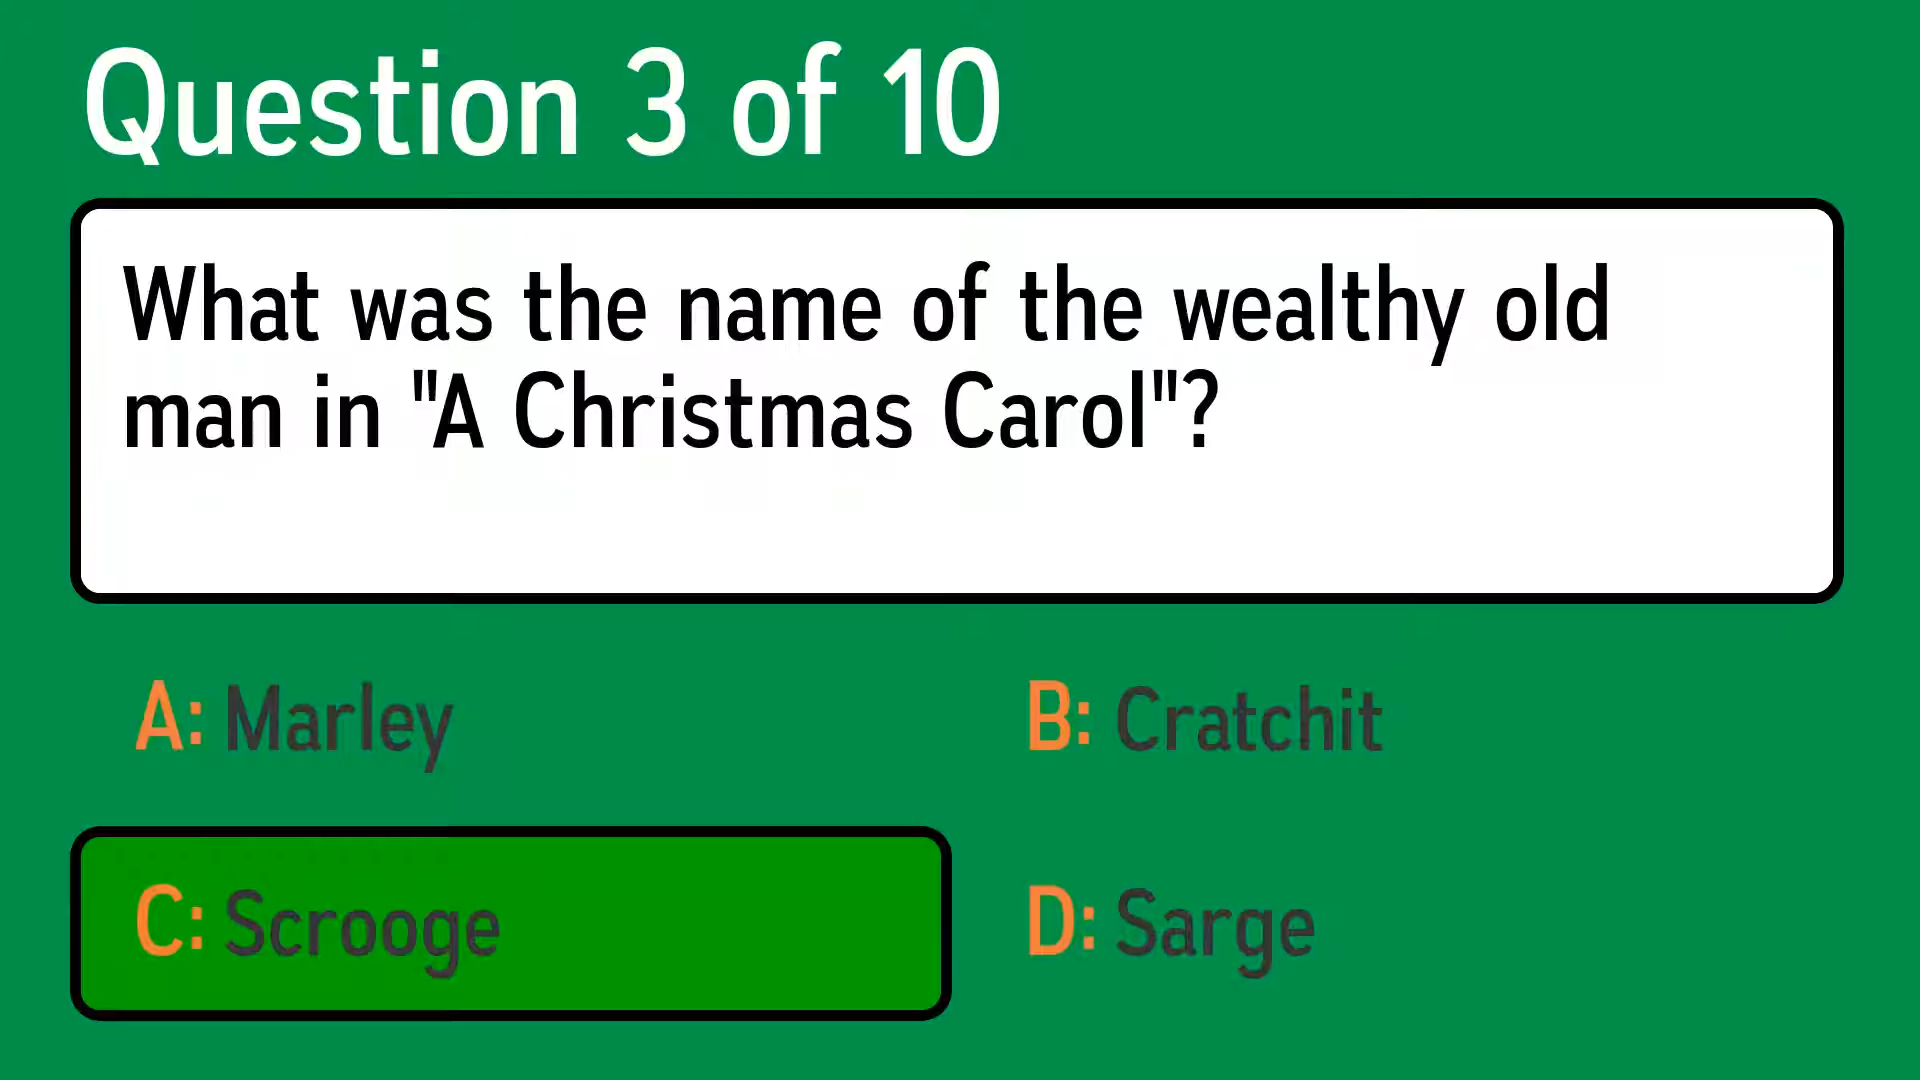 Question 3 of 10
What was the name of the wealthy old
man in "A Christmas Carol"?
A: Marley
B: Cratchit
C: Scrooge
D: Sarge